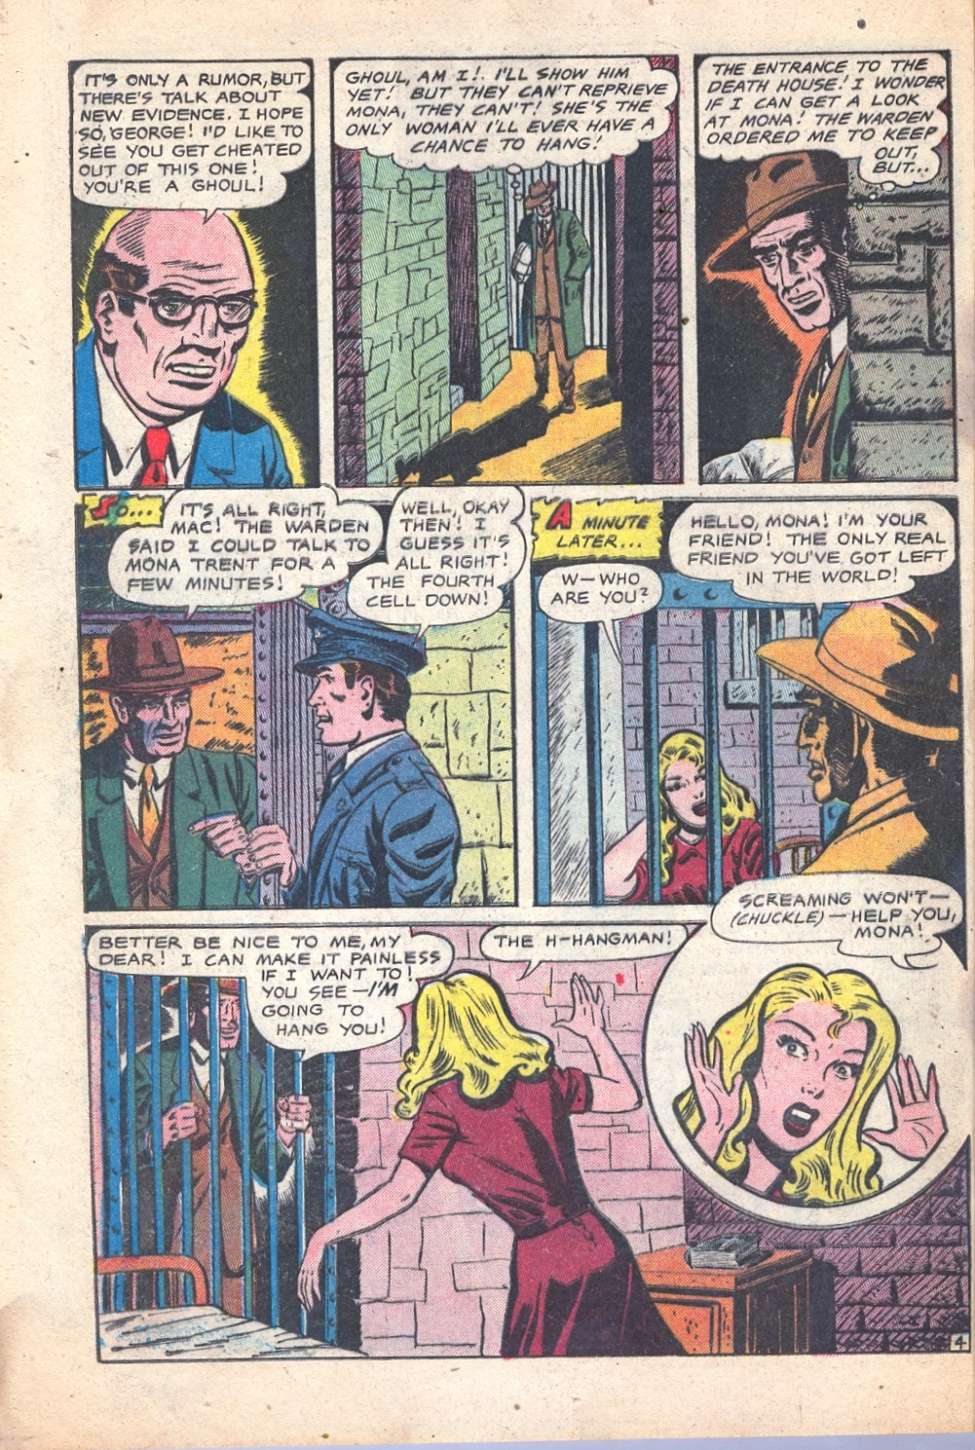 IT'S ONLY A RUMOR, BUT
THERE'S TALK ABOUT
NEW EVIDENCE. I HOPE
SO, GEORGE! I'D LIKE TO
SEE YOU GET CHEATED
OUT OF THIS ONE!
YOU'RE A GHOUL!
GHOUL, AM I! I'LL SHOW HIM
YET! BUT THEY CAN'T REPRIEVE
MONA, THEY CAN'T! SHE'S THE
ONLY WOMAN I'LL EVER HAVE A
CHANCE TO HANG!
THE ENTRANCE TO THE
DEATH HOUSE! I WONDER
IF I CAN GET A LOOK
AT MONA! THE WARDEN
ORDERED ME TO KEEP
OUT,
BUT...
SO...
IT'S ALL RIGHT,
MAC! THE WARDEN
SAID I COULD TALK TO
MONA TRENT FOR A
FEW MINUTES!
WELL, OKAY
THEN! I
GUESS IT'S
ALL RIGHT!
THE FOURTH
CELL DOWN!
A MINUTE
LATER...
W-WHO
ARE YOU?
HELLO, MONA! I'M YOUR
FRIEND! THE ONLY REAL
FRIEND YOU'VE GOT LEFT
IN THE WORLD!
BETTER BE NICE TO ME, MY
DEAR! I CAN MAKE IT PAINLESS
IF I WANT TO!
YOU SEE-I'M
GOING TO
HANG YOU!
THE H-HANGMAN!
SCREAMING WON'T-
(CHUCKLE)-HELP YOU,
MONA!
4